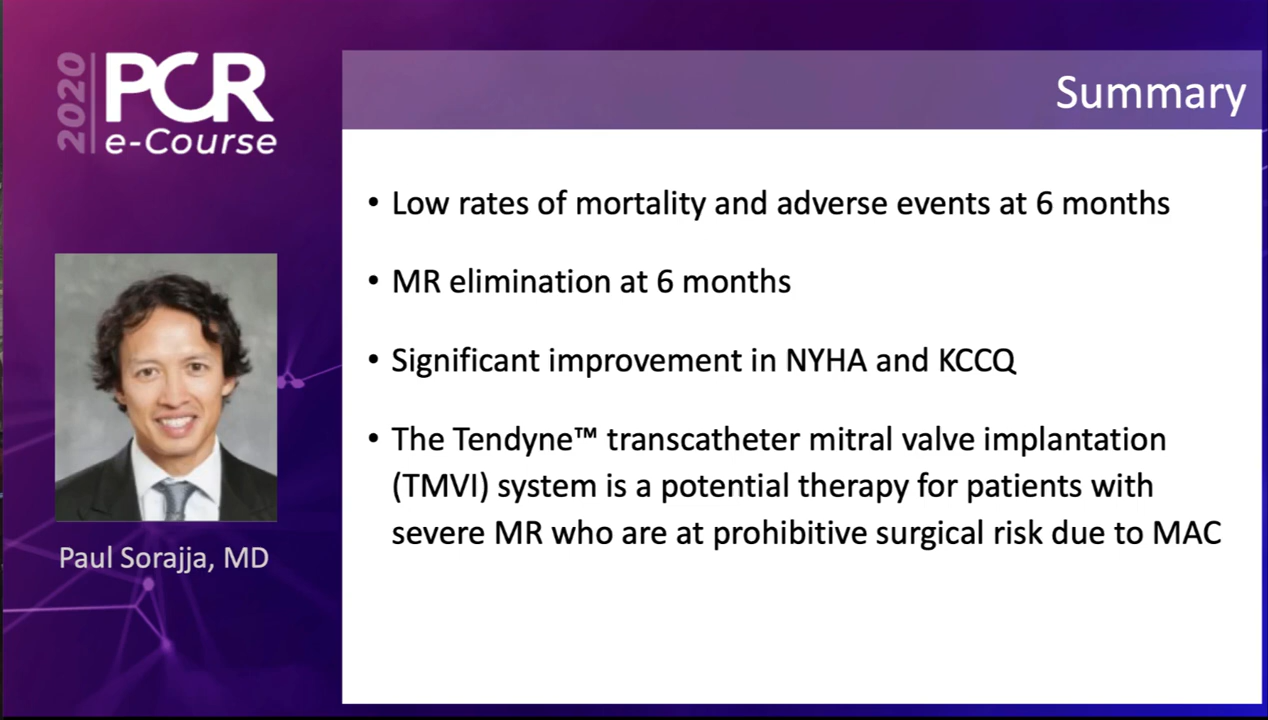 2020
PCR
e-Course
Paul Sorajja, MD
Summary
• Low rates of mortality and adverse events at 6 months
• MR elimination at 6 months
• Significant improvement in NYHA and KCCQ
• The Tendyne™ transcatheter mitral valve implantation
(TMVI) system is a potential therapy for patients with
severe MR who are at prohibitive surgical risk due to MAC